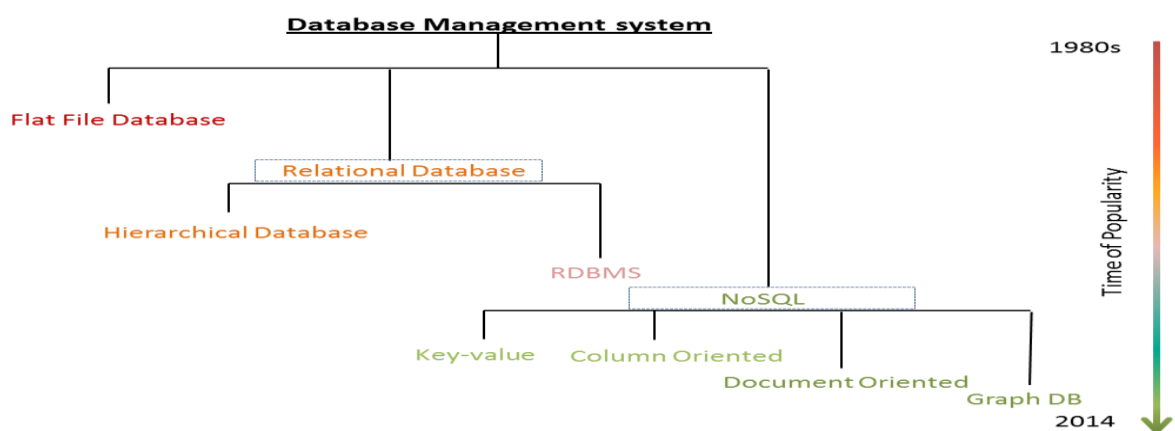 Database Management system
1980s
Flat File Database
Relational Database
Hierarchical Database
RDBMS
NoSQL
Key-value
Column Oriented
Document Oriented
Graph DB
2014
Time of Popularity